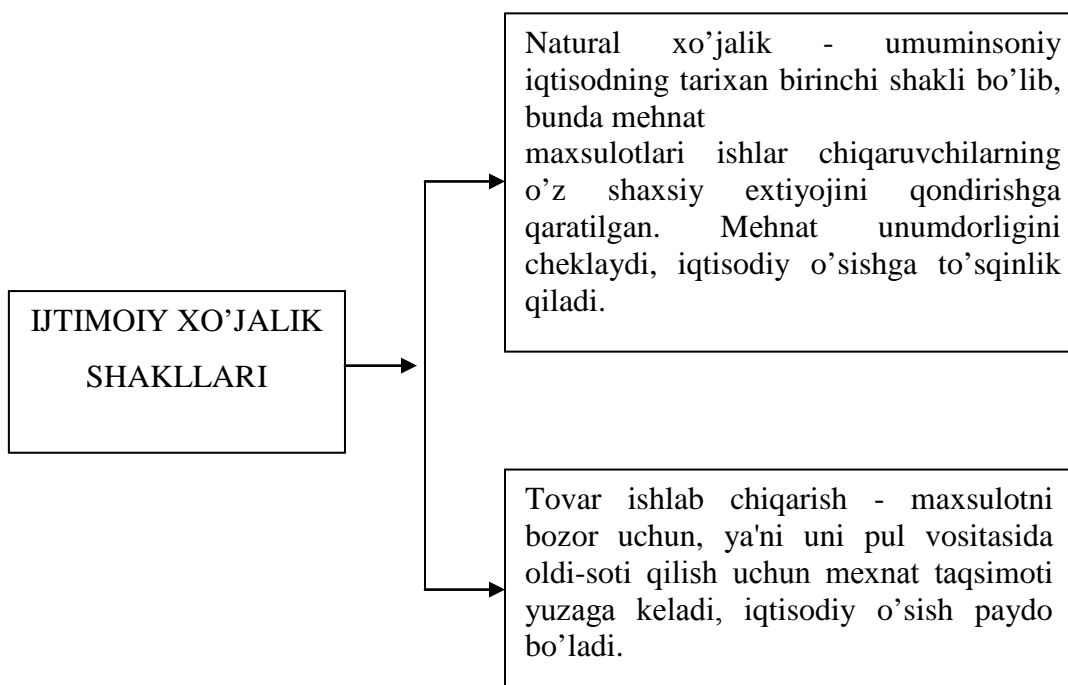 IJTIMOIY XO’JALIK
SHAKLLARI
Natural xo’jalik - umuminsoniy
iqtisodning tarixan birinchi shakli bo’lib,
bunda mehnat
maxsulotlari ishlar chiqaruvchilarning
o’z shaxsiy extiyojini qondirishga
qaratilgan. Mehnat unumdorligini
cheklaydi, iqtisodiy o’sishga to’sqinlik
qiladi.
Tovar ishlab chiqarish - maxsulotni
bozor uchun, ya'ni uni pul vositasida
oldi-soti qilish uchun mexnat taqsimoti
yuzaga keladi, iqtisodiy o’sish paydo
bo’ladi.